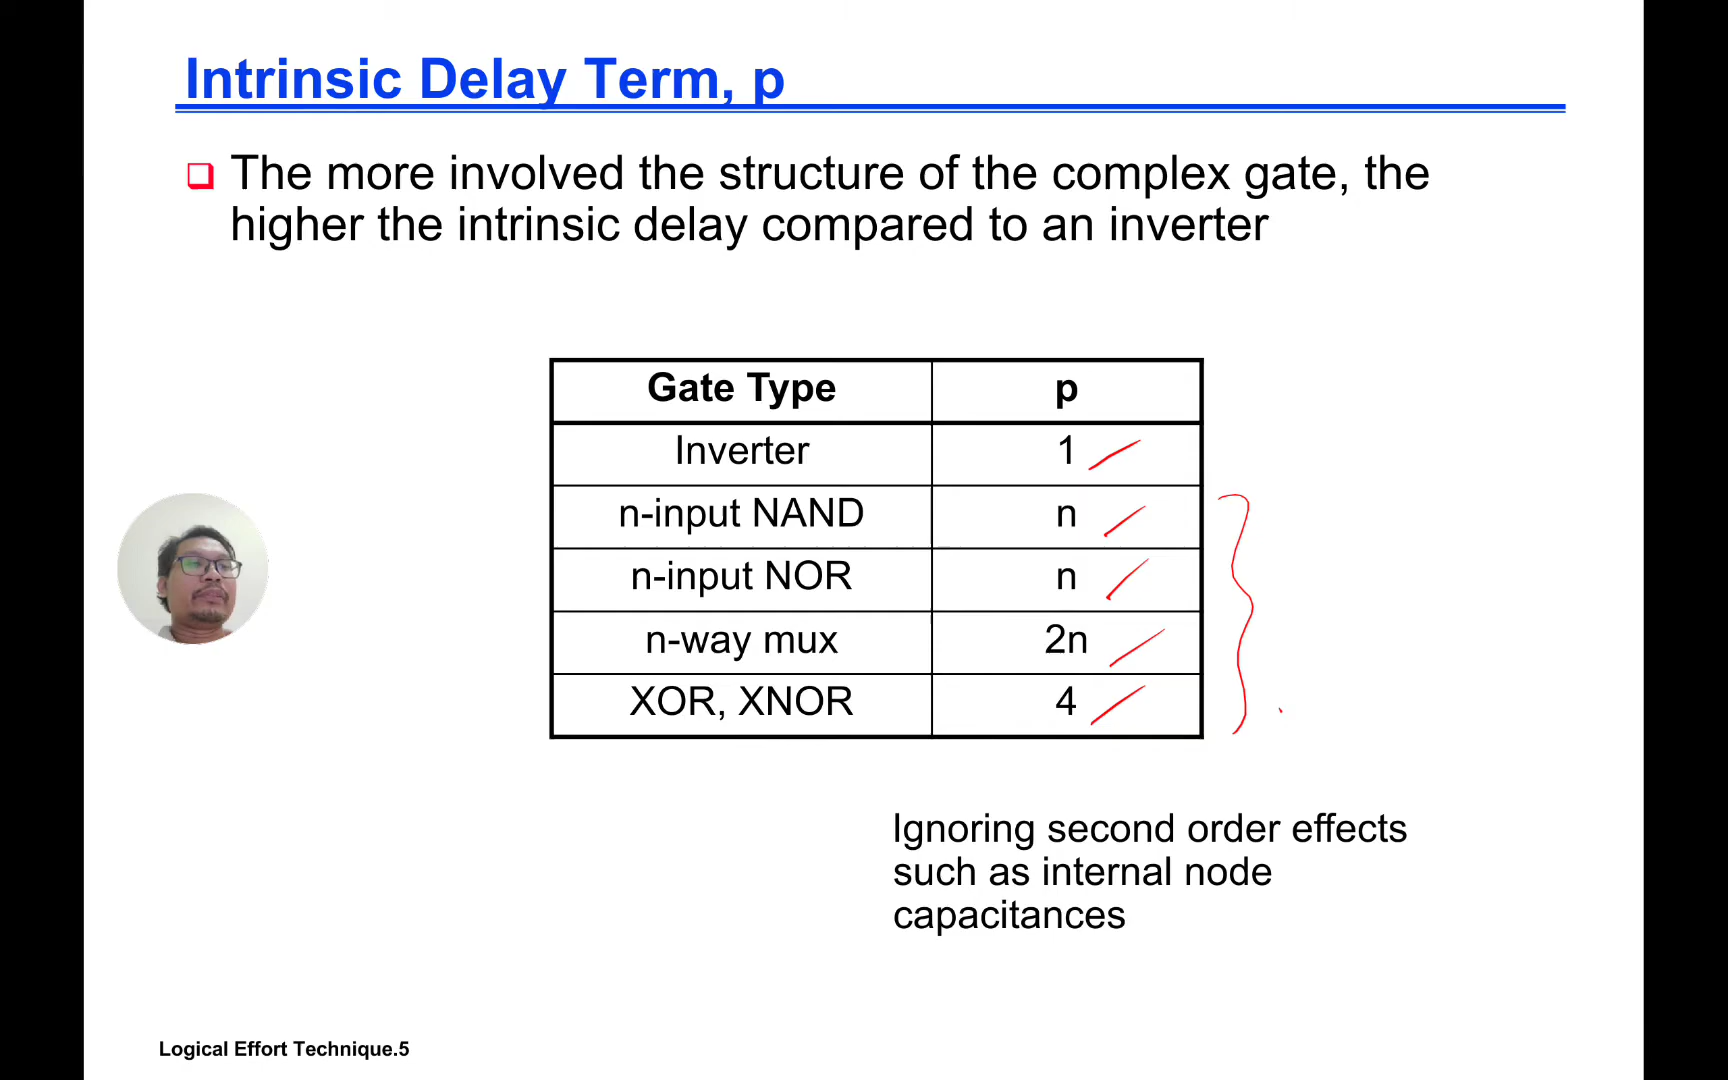 Intrinsic Delay Term, p
The more involved the structure of the complex gate, the
higher the intrinsic delay compared to an inverter
Gate Type p
Inverter 1
n-input NAND n
n-input NOR n
n-way mux 2n
XOR, XNOR 4
Ignoring second order effects
such as internal node
capacitances
Logical Effort Technique.5